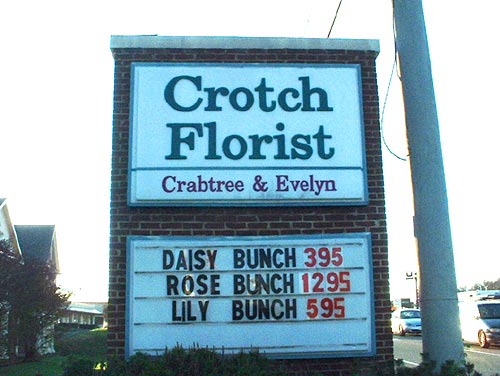 Crotch
Florist
Crabtree & Evelyn
DAISY BUNCH 395
ROSE BUNCH 1295
LILY BUNCH 595